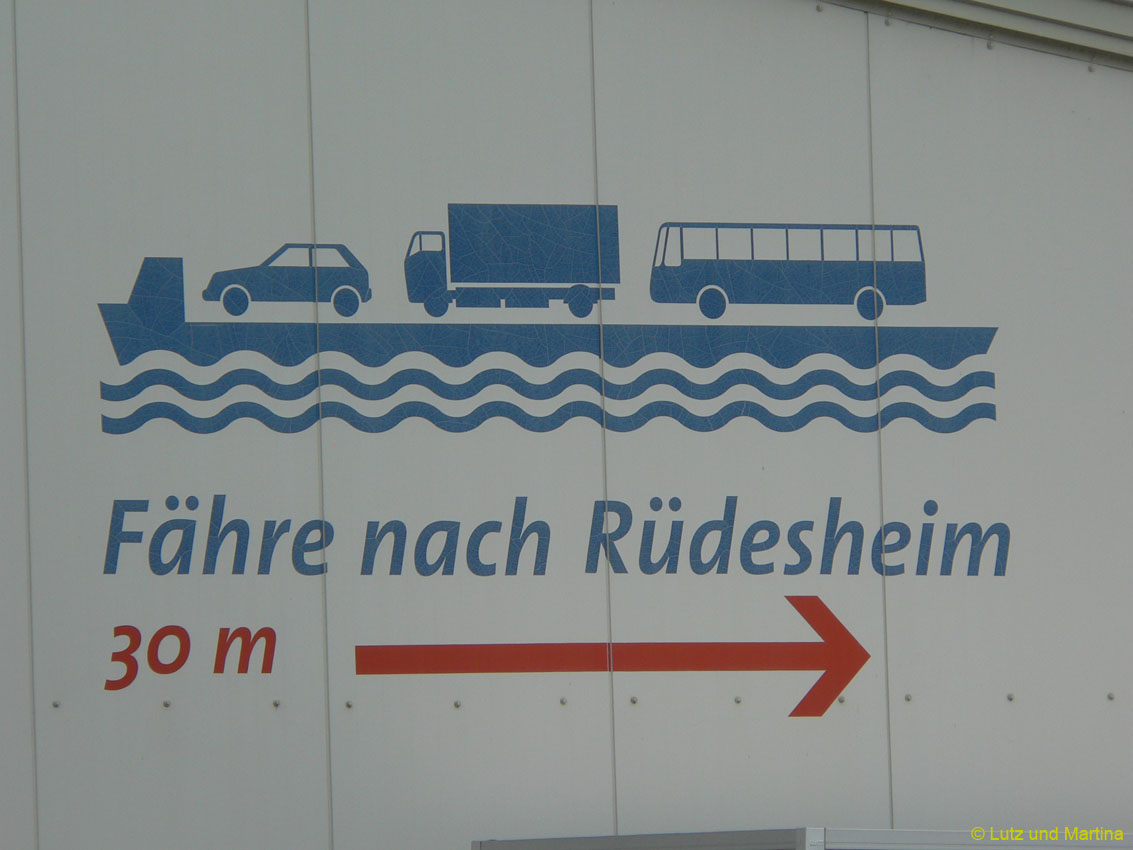 Fähre nach Rüdesheim
30 m
© Lutz und Martina